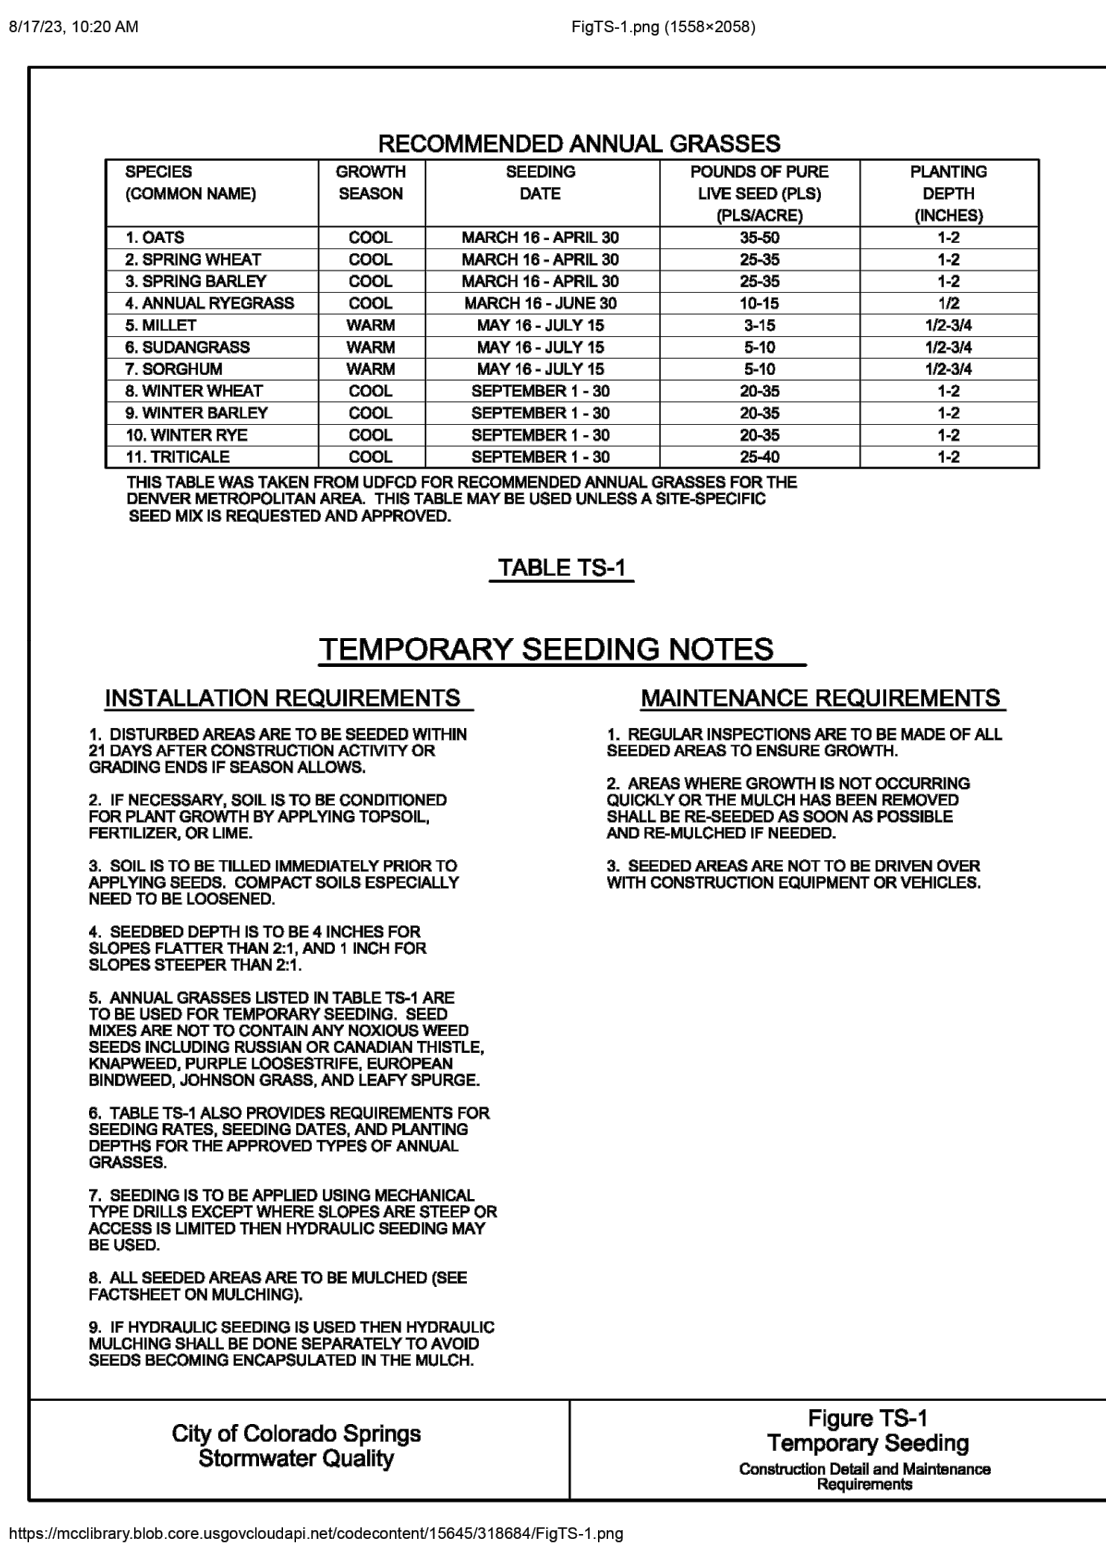 8/17/23, 10:20 AM FigTS-1.png (1558×2058)
RECOMMENDED ANNUAL GRASSES
SPECIES GROWTH SEEDING POUNDS OF PURE PLANTING
(COMMON NAME) SEASON DATE LIVE SEED (PLS) DEPTH
(PLS/ACRE) (INCHES)
1. OATS COOL MARCH 16 - APRIL 30 35-50 1-2
2. SPRING WHEAT COOL MARCH 16 - APRIL 30 25-35 1-2
3. SPRING BARLEY COOL MARCH 16 - APRIL 30 25-35 1-2
4. ANNUAL RYEGRASS COOL MARCH 16 - JUNE 30 10-15 1/2
5. MILLET WARM MAY 16 - JULY 15 3-15 1/2-3/4
6. SUDANGRASS WARM MAY 16 - JULY 15 5-10 1/2-3/4
7. SORGHUM WARM MAY 16 - JULY 15 5-10 1/2-3/4
8. WINTER WHEAT COOL SEPTEMBER 1 - 30 20-35 1-2
9. WINTER BARLEY COOL SEPTEMBER 1 - 30 20-35 1-2
10. WINTER RYE COOL SEPTEMBER 1 - 30 20-35 1-2
11. TRITICALE COOL SEPTEMBER 1 - 30 25-40 1-2
THIS TABLE WAS TAKEN FROM UDFCD FOR RECOMMENDED ANNUAL GRASSES FOR THE
DENVER METROPOLITAN AREA. THIS TABLE MAY BE USED UNLESS A SITE-SPECIFIC
SEED MIX IS REQUESTED AND APPROVED.
TABLE TS-1
TEMPORARY SEEDING NOTES
INSTALLATION REQUIREMENTS
1. DISTURBED AREAS ARE TO BE SEEDED WITHIN
21 DAYS AFTER CONSTRUCTION ACTIVITY OR
GRADING ENDS IF SEASON ALLOWS.
2. IF NECESSARY, SOIL IS TO BE CONDITIONED
FOR PLANT GROWTH BY APPLYING TOPSOIL,
FERTILIZER, OR LIME.
3. SOIL IS TO BE TILLED IMMEDIATELY PRIOR TO
APPLYING SEEDS. COMPACT SOILS ESPECIALLY
NEED TO BE LOOSENED.
4. SEEDBED DEPTH IS TO BE 4 INCHES FOR
SLOPES FLATTER THAN 2:1, AND 1 INCH FOR
SLOPES STEEPER THAN 2:1.
5. ANNUAL GRASSES LISTED IN TABLE TS-1 ARE
TO BE USED FOR TEMPORARY SEEDING. SEED
MIXES ARE NOT TO CONTAIN ANY NOXIOUS WEED
SEEDS INCLUDING RUSSIAN OR CANADIAN THISTLE,
KNAPWEED, PURPLE LOOSESTRIFE, EUROPEAN
BINDWEED, JOHNSON GRASS, AND LEAFY SPURGE.
6. TABLE TS-1 ALSO PROVIDES REQUIREMENTS FOR
SEEDING RATES, SEEDING DATES, AND PLANTING
DEPTHS FOR THE APPROVED TYPES OF ANNUAL
GRASSES.
7. SEEDING IS TO BE APPLIED USING MECHANICAL
TYPE DRILLS EXCEPT WHERE SLOPES ARE STEEP OR
ACCESS IS LIMITED THEN HYDRAULIC SEEDING MAY
BE USED.
8. ALL SEEDED AREAS ARE TO BE MULCHED (SEE
FACTSHEET ON MULCHING).
9. IF HYDRAULIC SEEDING IS USED THEN HYDRAULIC
MULCHING SHALL BE DONE SEPARATELY TO AVOID
SEEDS BECOMING ENCAPSULATED IN THE MULCH.
MAINTENANCE REQUIREMENTS
1. REGULAR INSPECTIONS ARE TO BE MADE OF ALL
SEEDED AREAS TO ENSURE GROWTH.
2. AREAS WHERE GROWTH IS NOT OCCURRING
QUICKLY OR THE MULCH HAS BEEN REMOVED
SHALL BE RE-SEEDED AS SOON AS POSSIBLE
AND RE-MULCHED IF NEEDED.
3. SEEDED AREAS ARE NOT TO BE DRIVEN OVER
WITH CONSTRUCTION EQUIPMENT OR VEHICLES.
City of Colorado Springs
Stormwater Quality
Figure TS-1
Temporary Seeding
Construction Detail and Maintenance
Requirements
https://mcclibrary.blob.core.usgovcloudapi.net/codecontent/15645/318684/FigTS-1.png